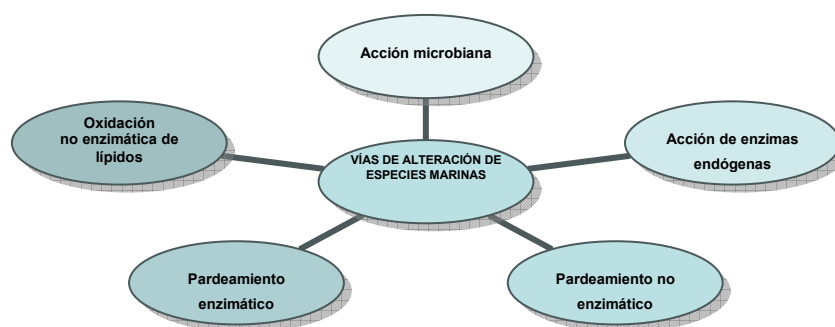 Acción microbiana
Oxidación
no enzimática de
lípidos
VÍAS DE ALTERACIÓN DE
ESPECIES MARINAS
Acción de enzimas
endógenas
Pardeamiento
enzimático
Pardeamiento no
enzimático